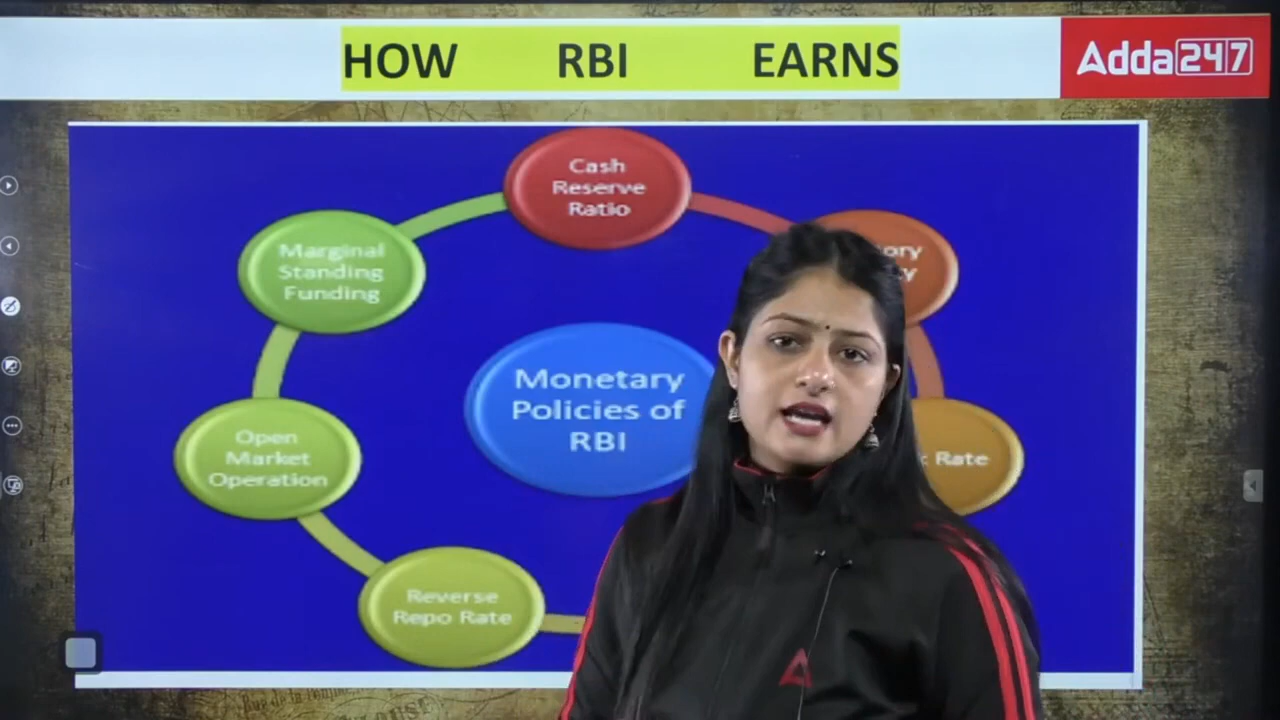 HOW RBI EARNS
Adda247
Cash
Reserve
Ratio
Marginal
Standing
Funding
ory
y
Monetary
Policies of
RBI
Open
Market
Operation
Rate
Reverse
Repo Rate